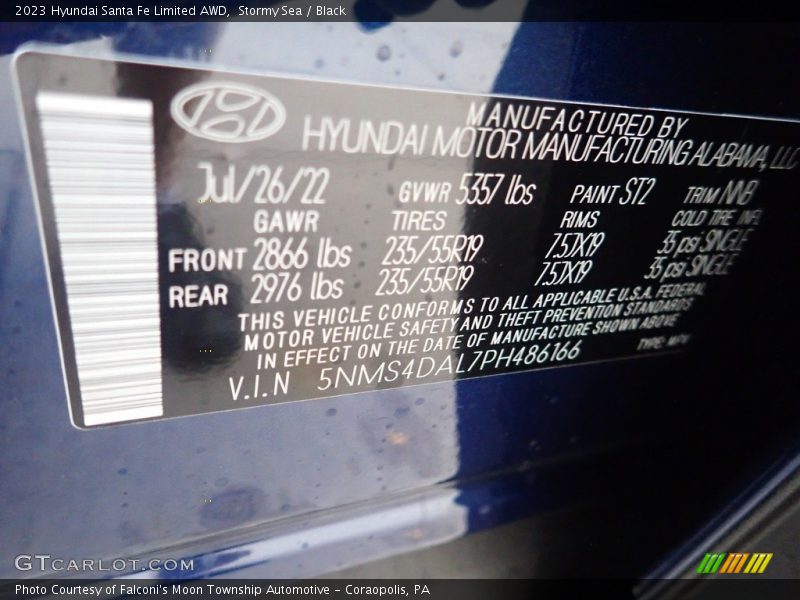 2023 Hyundai Santa Fe Limited AWD, Stormy Sea / Black
MANUFACTURED BY
HYUNDAI MOTOR MANUFACTURING ALABAMA, LLC
Jul/26/22 GVWR 5357 lbs PAINT ST2 TRIM NNB
GAWR TIRES RIMS COLD TIRE INFL
FRONT 2866 lbs 235/55R19 7.5JX19 35 psi SINGLE
REAR 2976 lbs 235/55R19 7.5JX19 35 psi SINGLE
THIS VEHICLE CONFORMS TO ALL APPLICABLE U.S.A. FEDERAL
MOTOR VEHICLE SAFETY AND THEFT PREVENTION STANDARDS
IN EFFECT ON THE DATE OF MANUFACTURE SHOWN ABOVE
V.I.N 5NMS4DAL7PH486166 TYPE: MPV
GTCARLOT.COM
Photo Courtesy of Falconi's Moon Township Automotive – Coraopolis, PA